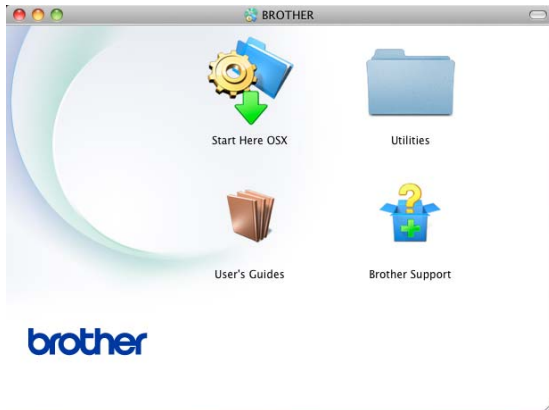 BROTHER
Start Here OSX
Utilities
User's Guides
Brother Support
brother